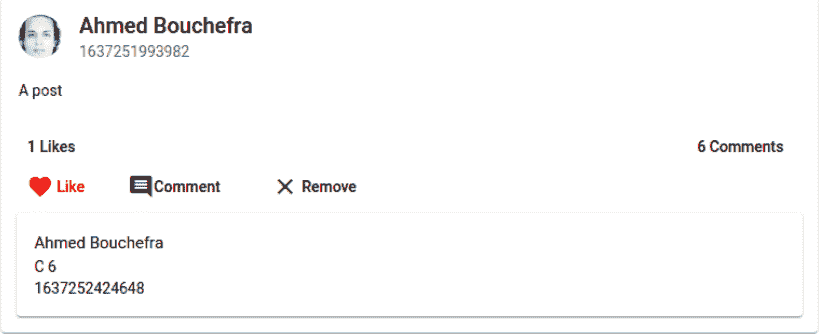 Ahmed Bouchefra
1637251993982
A post
1 Likes 6 Comments
Like Comment Remove
Ahmed Bouchefra
C 6
1637252424648